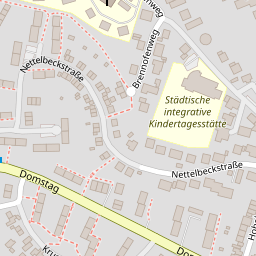 Brennofenweg
Nettelbeckstraße
Städtische
integrative
Kindertagesstätte
Nettelbeckstraße
Domstag